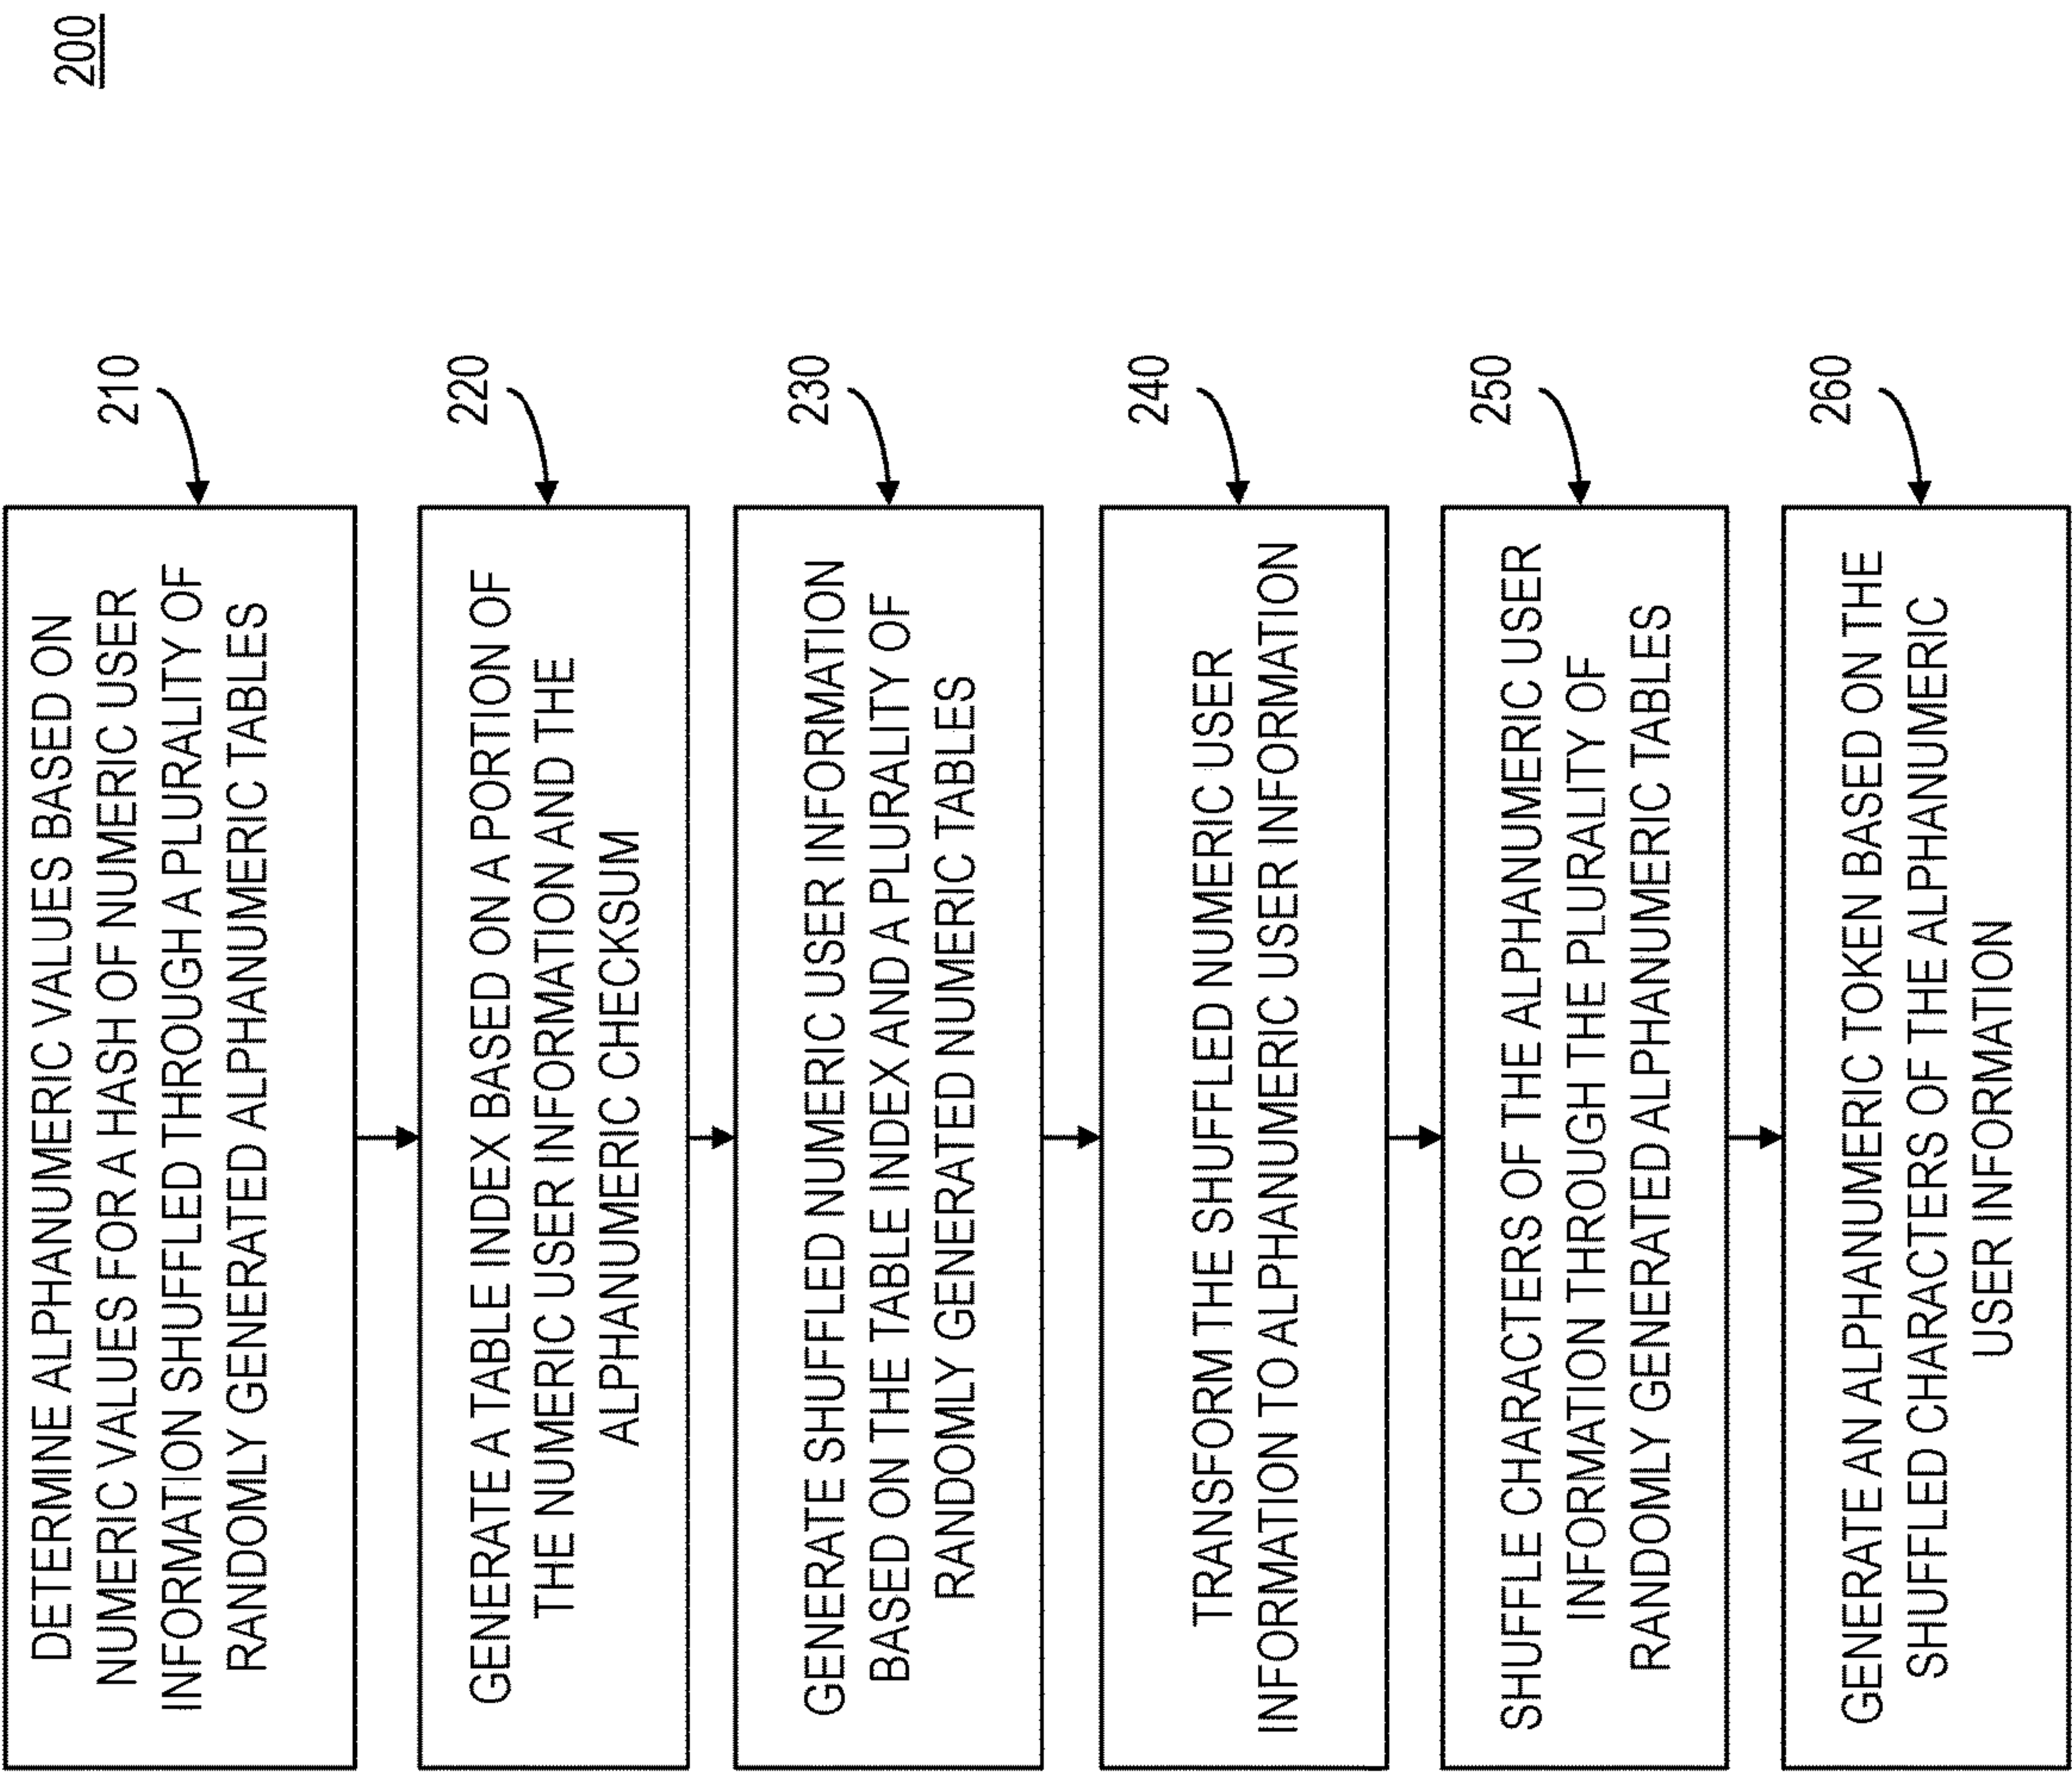 200
210
DETERMINE ALPHANUMERIC VALUES BASED ON
NUMERIC VALUES FOR A HASH OF NUMERIC USER
INFORMATION SHUFFLED THROUGH A PLURALITY OF
RANDOMLY GENERATED ALPHANUMERIC TABLES
220
GENERATE A TABLE INDEX BASED ON A PORTION OF
THE NUMERIC USER INFORMATION AND THE
ALPHANUMERIC CHECKSUM
230
GENERATE SHUFFLED NUMERIC USER INFORMATION
BASED ON THE TABLE INDEX AND A PLURALITY OF
RANDOMLY GENERATED NUMERIC TABLES
240
TRANSFORM THE SHUFFLED NUMERIC USER
INFORMATION TO ALPHANUMERIC USER INFORMATION
250
SHUFFLE CHARACTERS OF THE ALPHANUMERIC USER
INFORMATION THROUGH THE PLURALITY OF
RANDOMLY GENERATED ALPHANUMERIC TABLES
260
GENERATE AN ALPHANUMERIC TOKEN BASED ON THE
SHUFFLED CHARACTERS OF THE ALPHANUMERIC
USER INFORMATION